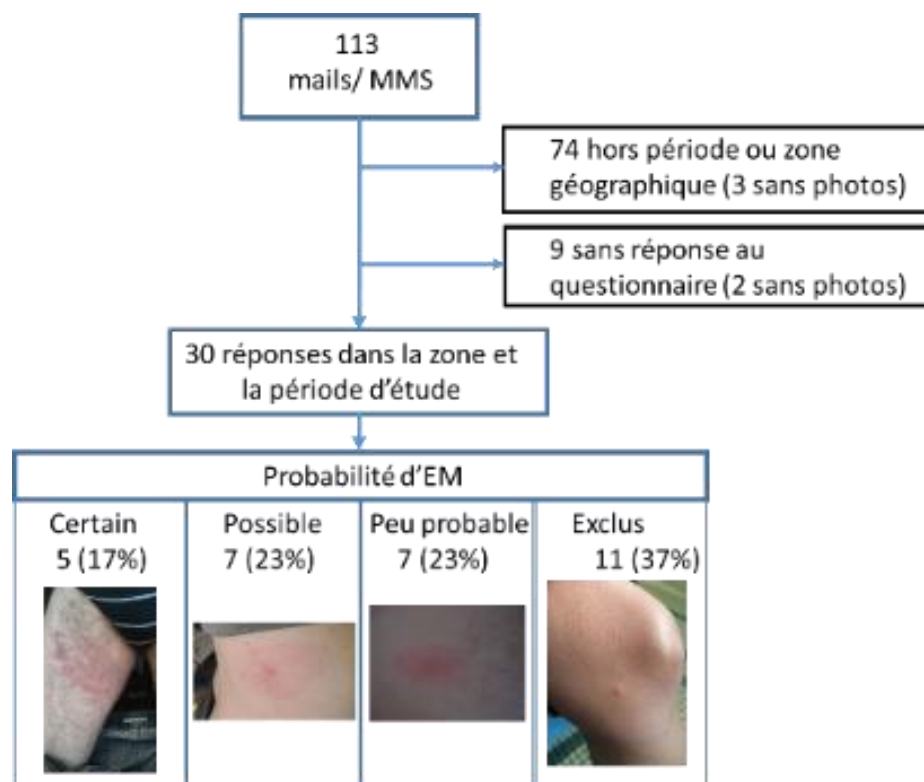 113
mails/ MMS
74 hors période ou zone
géographique (3 sans photos)
9 sans réponse au
questionnaire (2 sans photos)
30 réponses dans la zone et
la période d'étude
Probabilité d'EM
Certain
5 (17%)
Possible
7 (23%)
Peu probable
7 (23%)
Exclus
11 (37%)